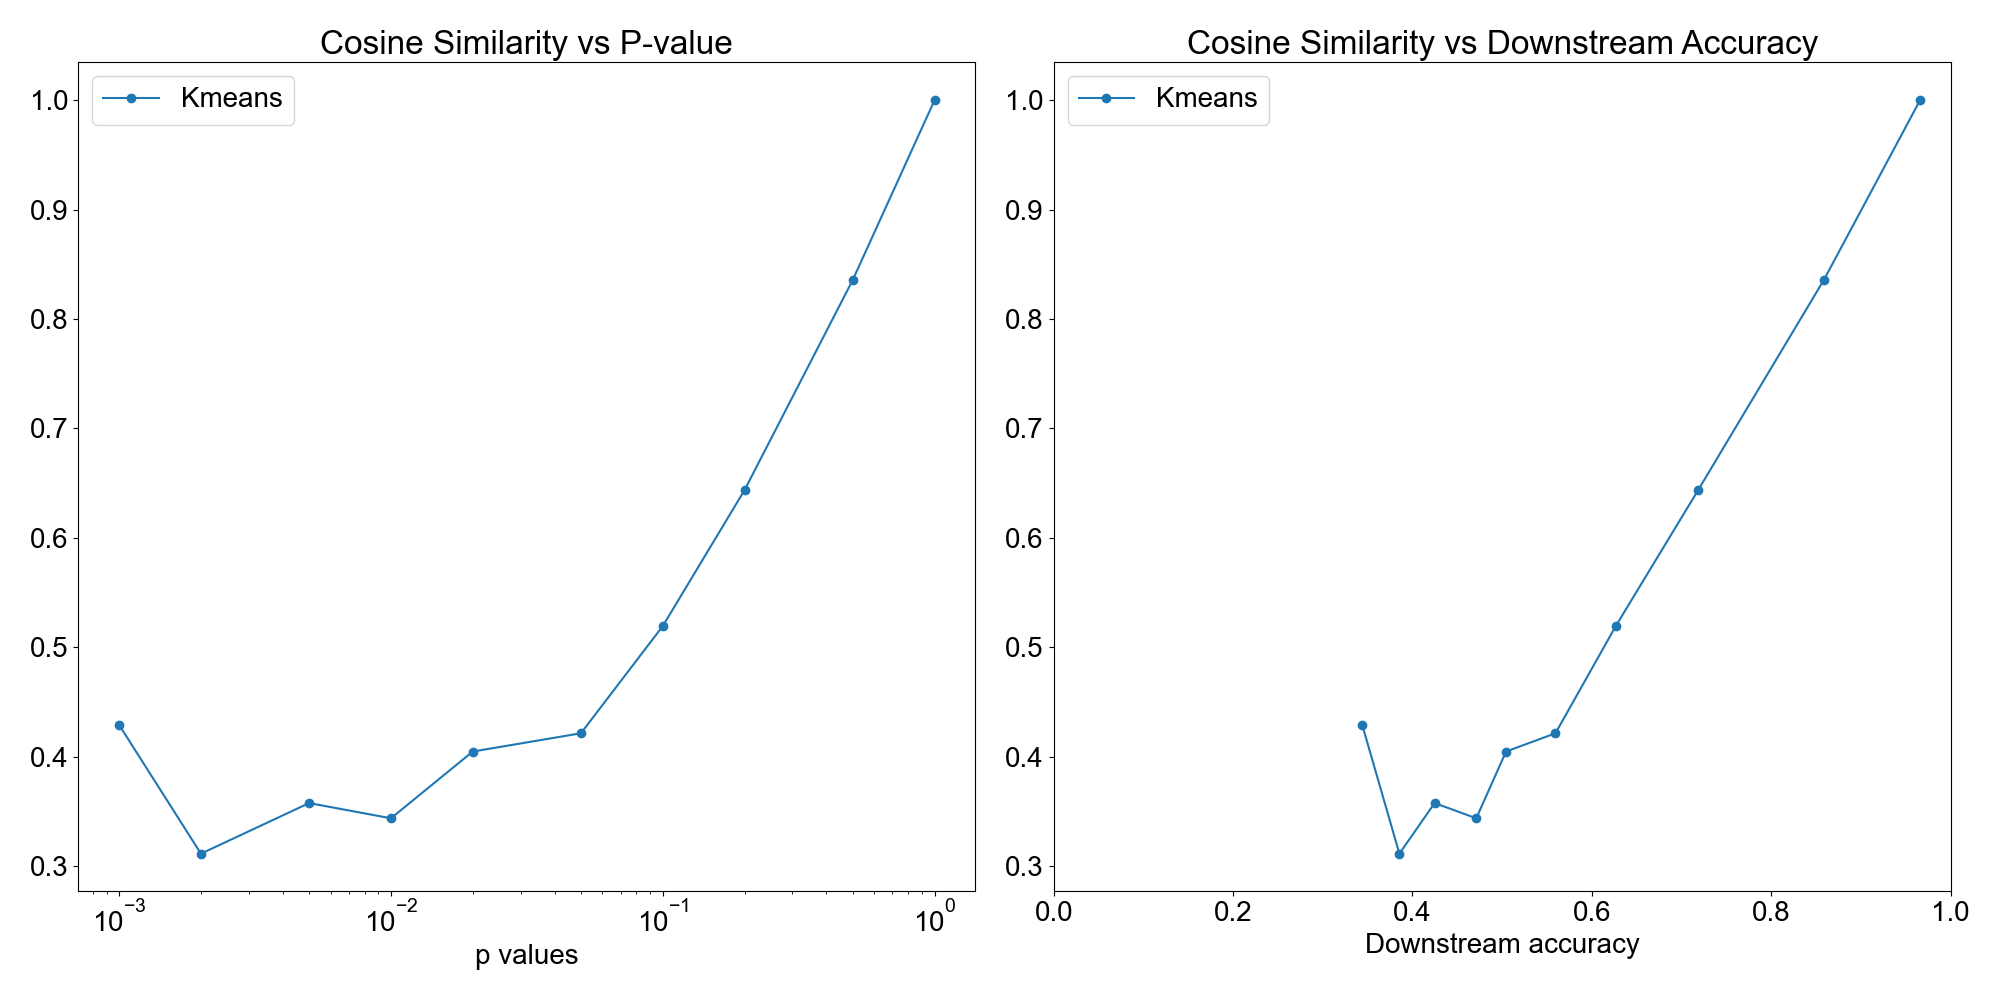 Cosine Similarity vs P-value
Kmeans
1.0
0.9
0.8
0.7
0.6
0.5
0.4
0.3
10⁻³ 10⁻² 10⁻¹ 10⁰
p values
Cosine Similarity vs Downstream Accuracy
Kmeans
1.0
0.9
0.8
0.7
0.6
0.5
0.4
0.3
0.0 0.2 0.4 0.6 0.8 1.0
Downstream accuracy